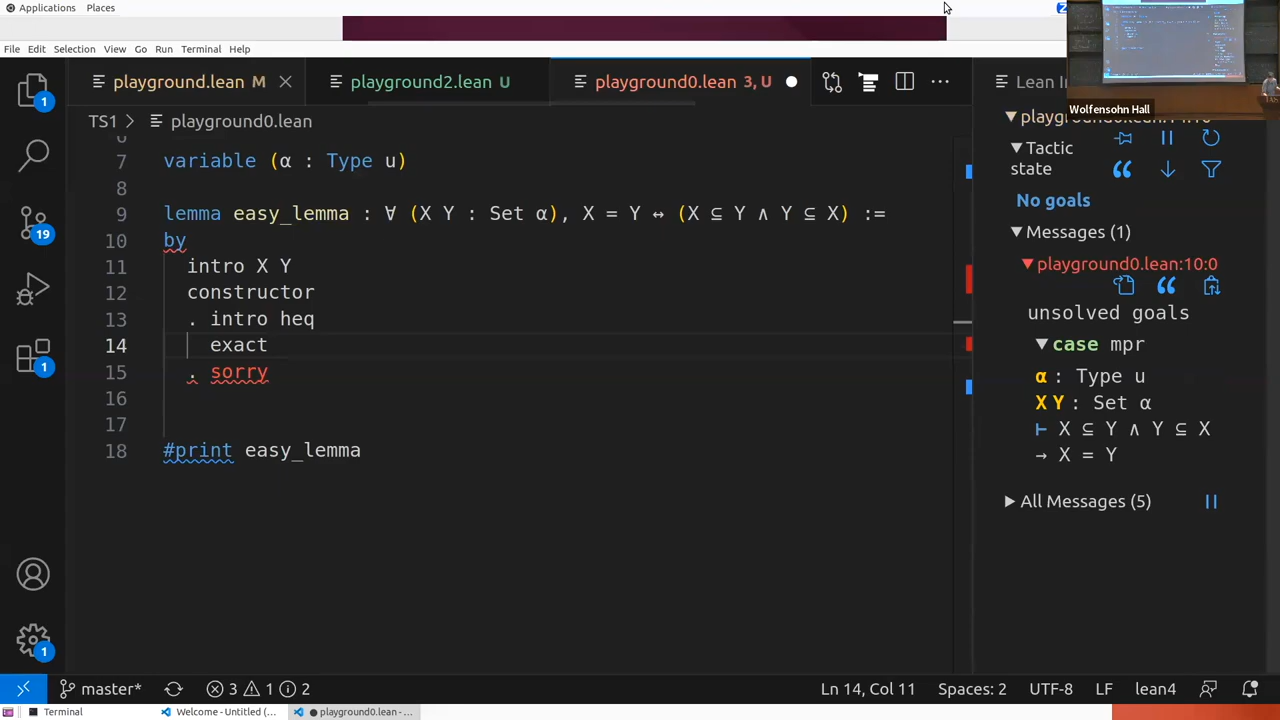 Applications Places
File Edit Selection View Go Run Terminal Help
playground.lean M playground2.lean U playground0.lean 3, U
TS1 playground0.lean
7 variable (α : Type u)
8
9 lemma easy_lemma : ∀ (X Y : Set α), X = Y ↔ (X ⊆ Y ∧ Y ⊆ X) :=
10 by
11 intro X Y
12 constructor
13 . intro heq
14 exact
15 . sorry
16
17
18 #print easy_lemma
1
19
1
1
Lean
Wolfensohn Hall
Tactic state
No goals
Messages (1)
playground0.lean:10:0
unsolved goals
case mpr
α : Type u
X Y : Set α
⊢ X ⊆ Y ∧ Y ⊆ X
→ X = Y
All Messages (5)
master* 3 1 2 Ln 14, Col 11 Spaces: 2 UTF-8 LF lean4
Terminal Welcome - Untitled (... ● playground0.lean - ...